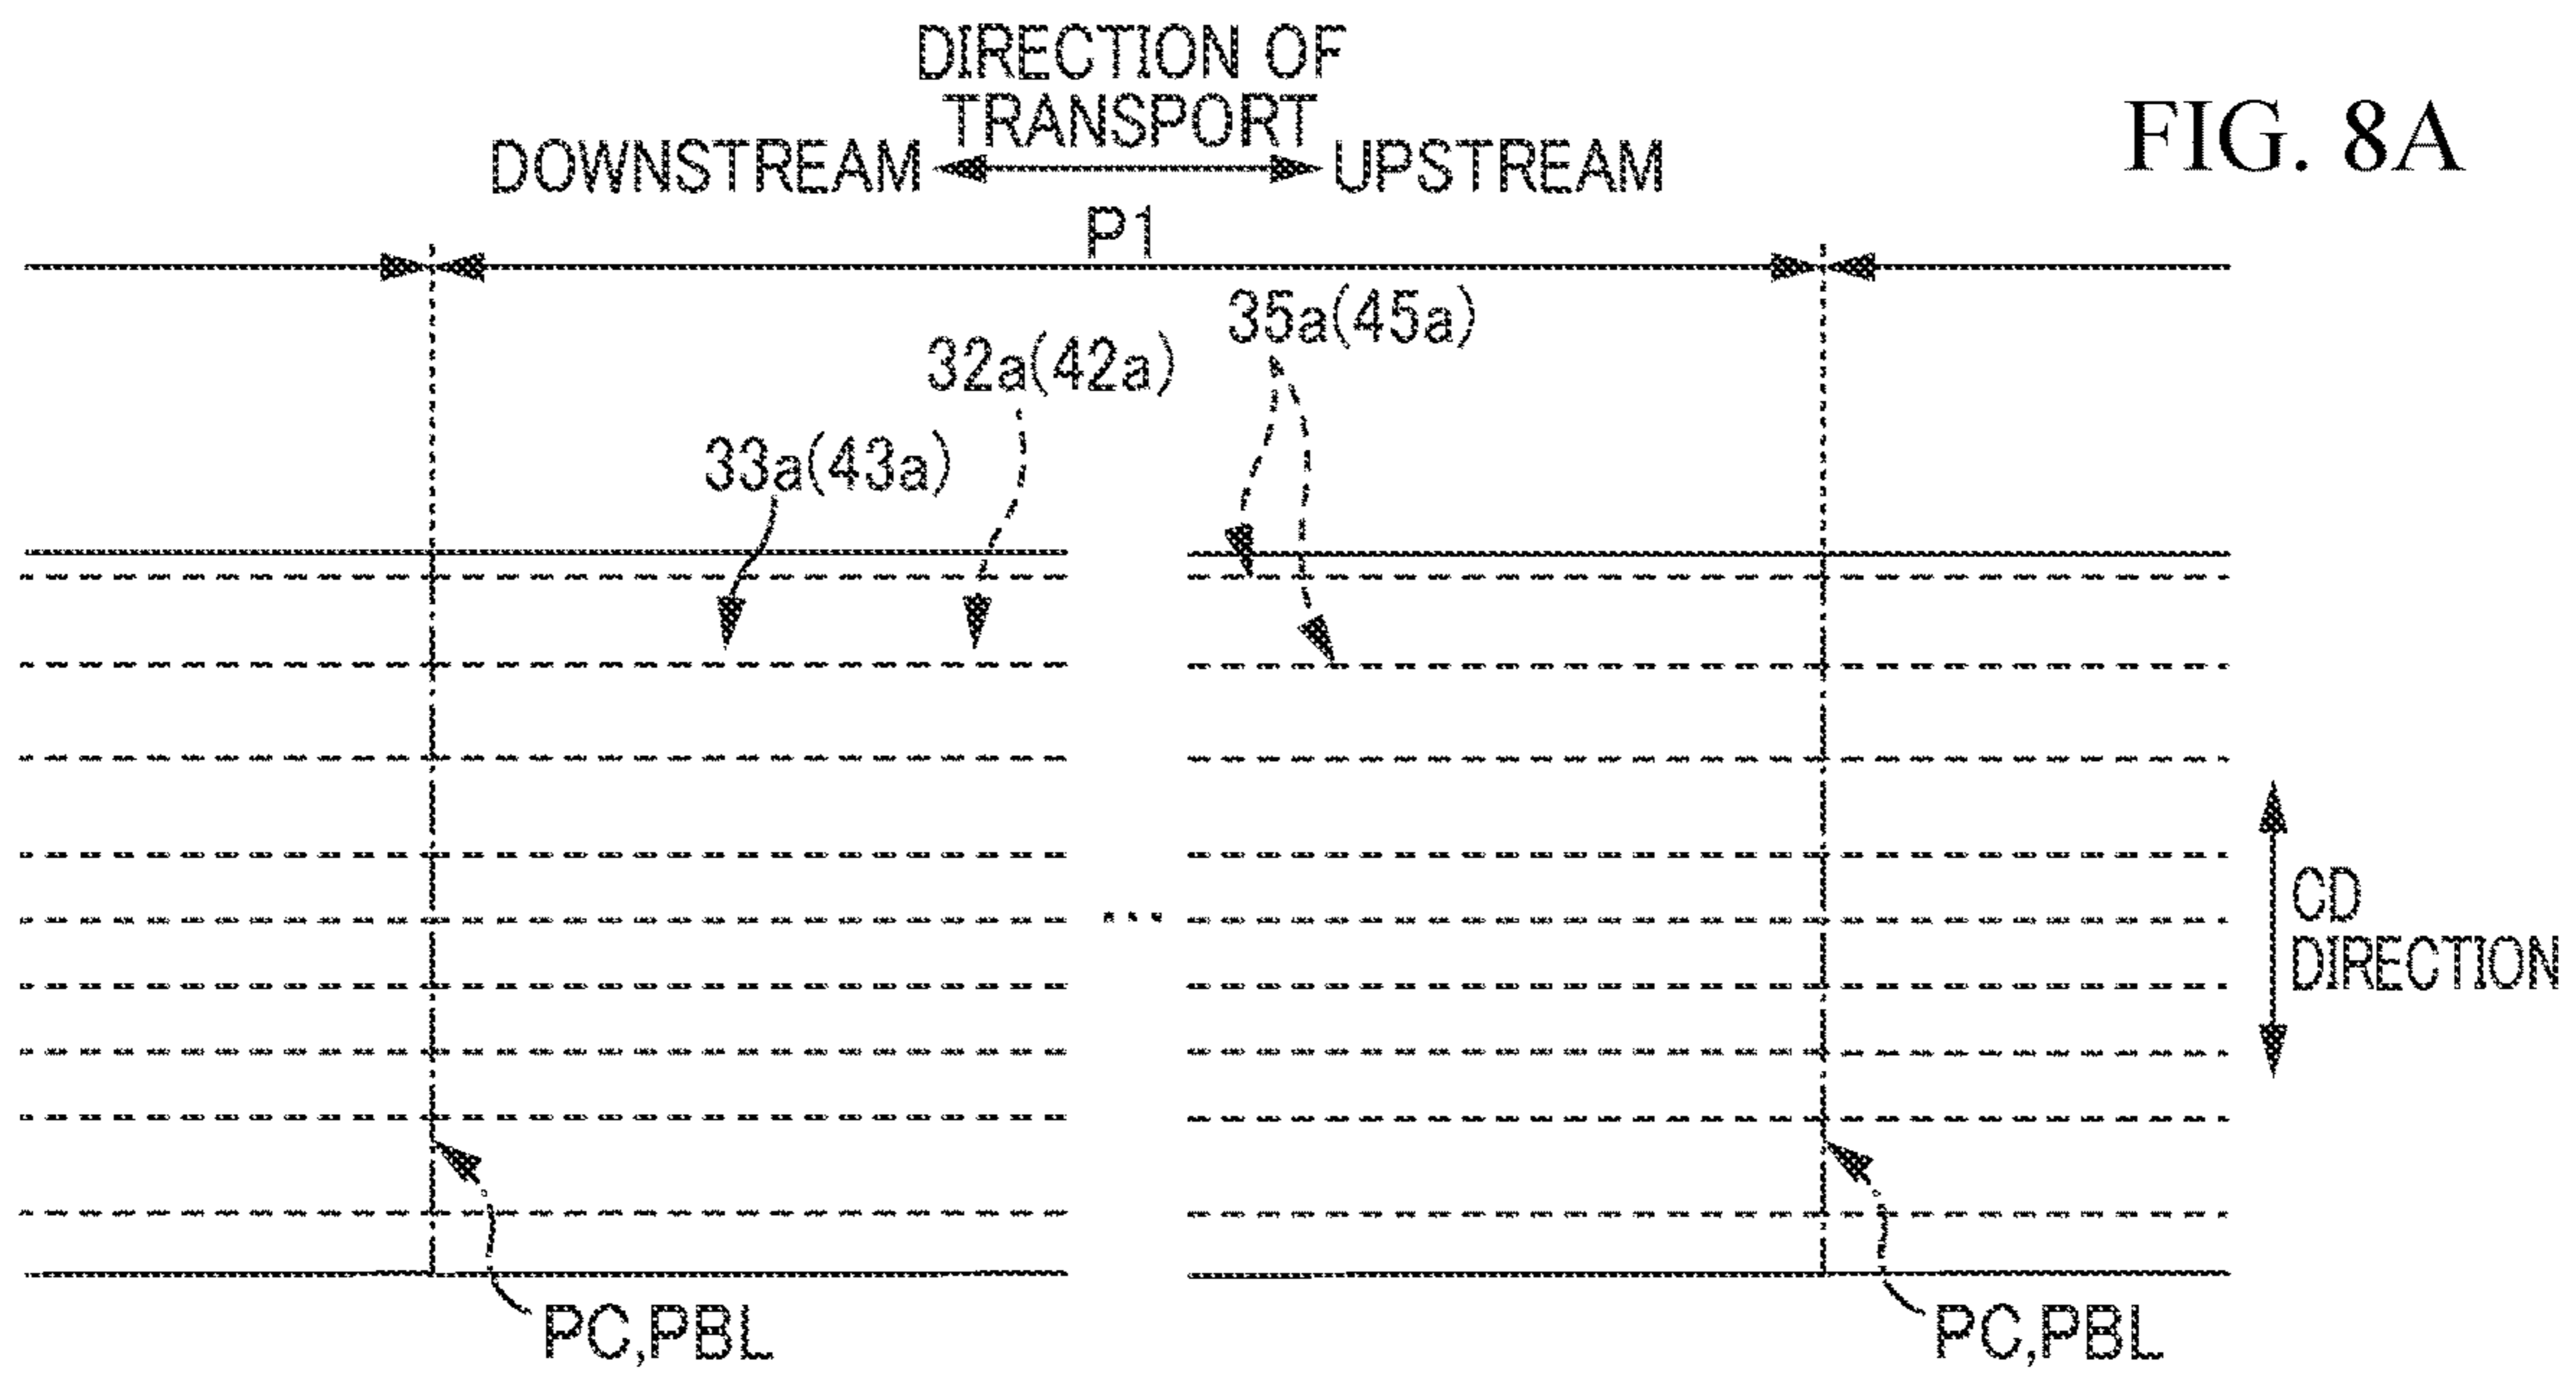 DIRECTION OF
TRANSPORT
DOWNSTREAM
UPSTREAM
FIG. 8A
P1
35a(45a)
32a(42a)
33a(43a)
...
CD
DIRECTION
PC,PBL
PC,PBL